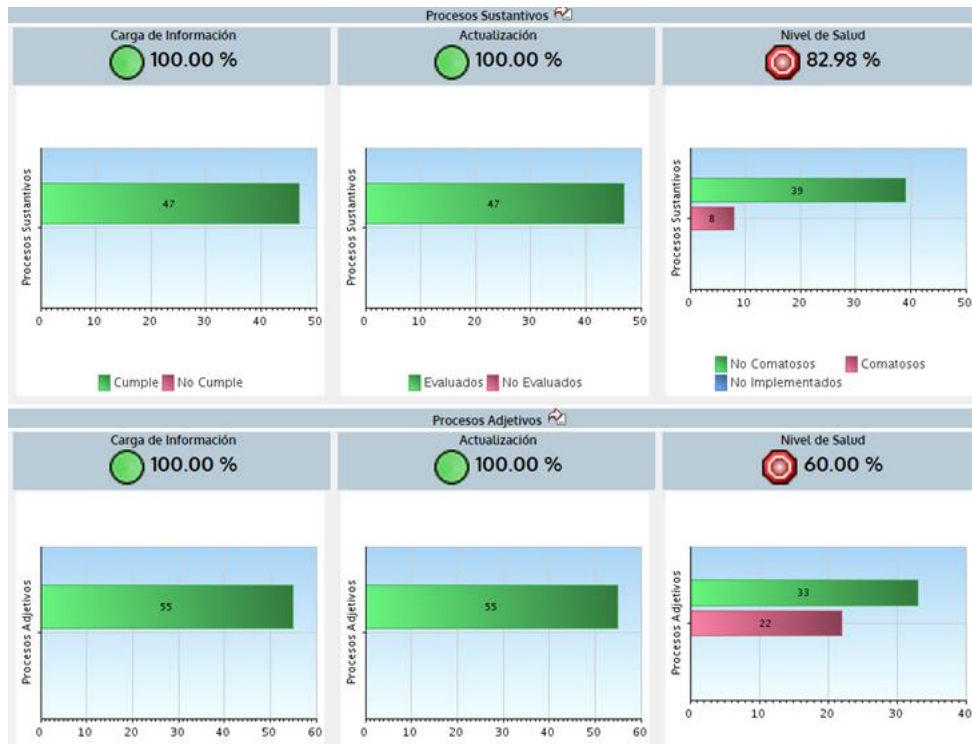 Procesos Sustantivos
Carga de Información
100.00 %
Actualización
100.00 %
Nivel de Salud
82.98 %
Procesos Sustantivos
47
0 10 20 30 40 50
Cumple No Cumple
Procesos Sustantivos
47
0 10 20 30 40 50
Evaluados No Evaluados
Procesos Sustantivos
39
8
0 10 20 30 40 50
No Comatosos Comatosos
No Implementados
Procesos Adjetivos
Carga de Información
100.00 %
Actualización
100.00 %
Nivel de Salud
60.00 %
Procesos Adjetivos
55
0 10 20 30 40 50 60
Procesos Adjetivos
55
0 10 20 30 40 50 60
Procesos Adjetivos
33
22
0 10 20 30 40